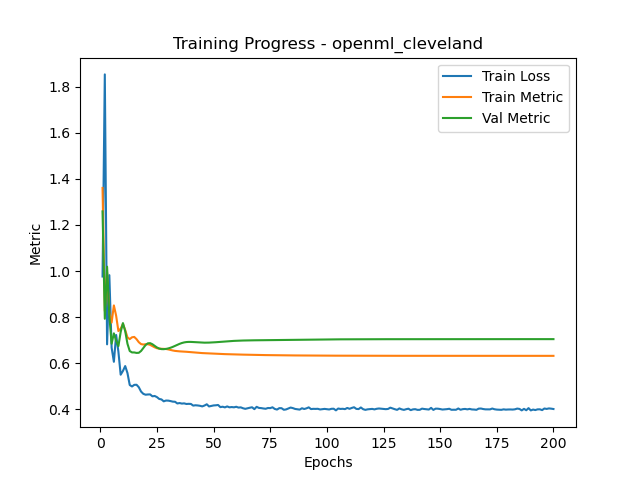 Training Progress - openml_cleveland
Train Loss
Train Metric
Val Metric
Metric
1.8
1.6
1.4
1.2
1.0
0.8
0.6
0.4
0 25 50 75 100 125 150 175 200
Epochs